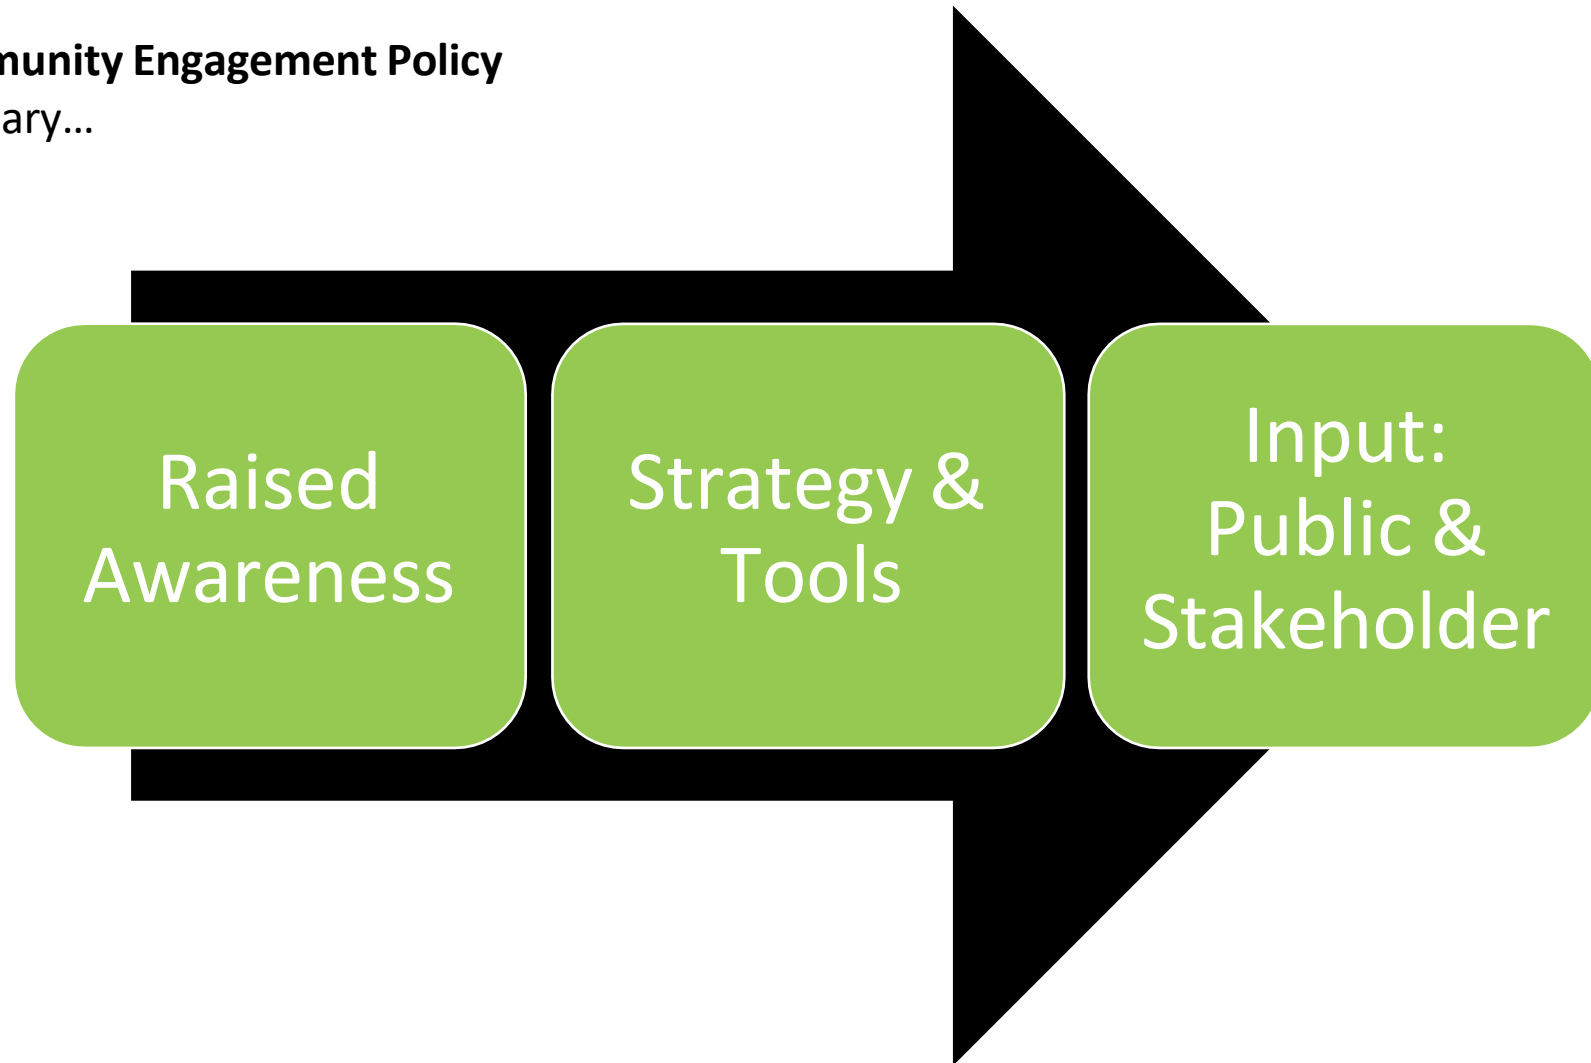 munity Engagement Policy
ary...
Raised
Awareness
Strategy &
Tools
Input:
Public &
Stakeholder